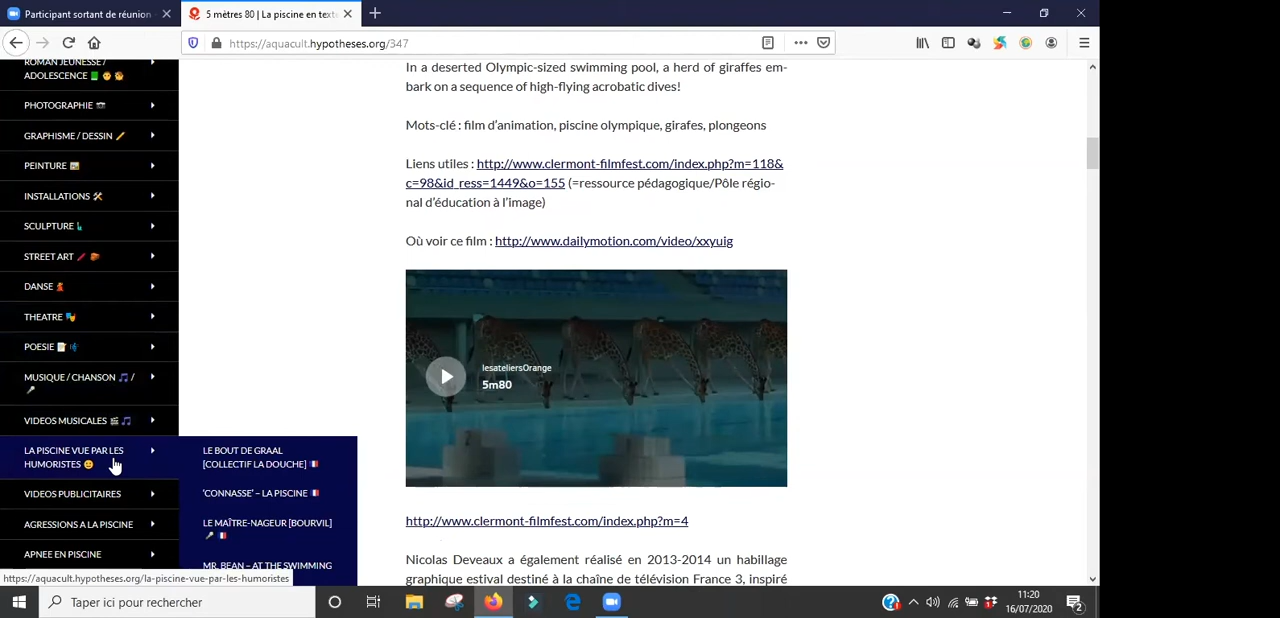 Participant sortant de réunion
5 mètres 80 | La piscine en text
https://aquacult.hypotheses.org/347
ROMAN JEUNESSE /
ADOLESCENCE
PHOTOGRAPHIE
GRAPHISME / DESSIN
PEINTURE
INSTALLATIONS
SCULPTURE
STREET ART
DANSE
THEATRE
POESIE
MUSIQUE / CHANSON /
VIDEOS MUSICALES
LA PISCINE VUE PAR LES
HUMORISTES
VIDEOS PUBLICITAIRES
AGRESSIONS A LA PISCINE
APNEE EN PISCINE
LE BOUT DE GRAAL
[COLLECTIF LA DOUCHE]
'CONNASSE' – LA PISCINE
LE MAÎTRE-NAGEUR [BOURVIL]
MR. BEAN – AT THE SWIMMING
https://aquacult.hypotheses.org/la-piscine-vue-par-les-humoristes
In a deserted Olympic-sized swimming pool, a herd of giraffes em-
bark on a sequence of high-flying acrobatic dives!
Mots-clé : film d'animation, piscine olympique, girafes, plongeons
Liens utiles : http://www.clermont-filmfest.com/index.php?m=118&
c=98&id_ress=1449&o=155 (=ressource pédagogique/Pôle régio-
nal d'éducation à l'image)
Où voir ce film : http://www.dailymotion.com/video/xxyuig
lesateliersOrange
5m80
http://www.clermont-filmfest.com/index.php?m=4
Nicolas Deveaux a également réalisé en 2013-2014 un habillage
graphique estival destiné à la chaîne de télévision France 3, inspiré
Taper ici pour rechercher
11:20
16/07/2020
2